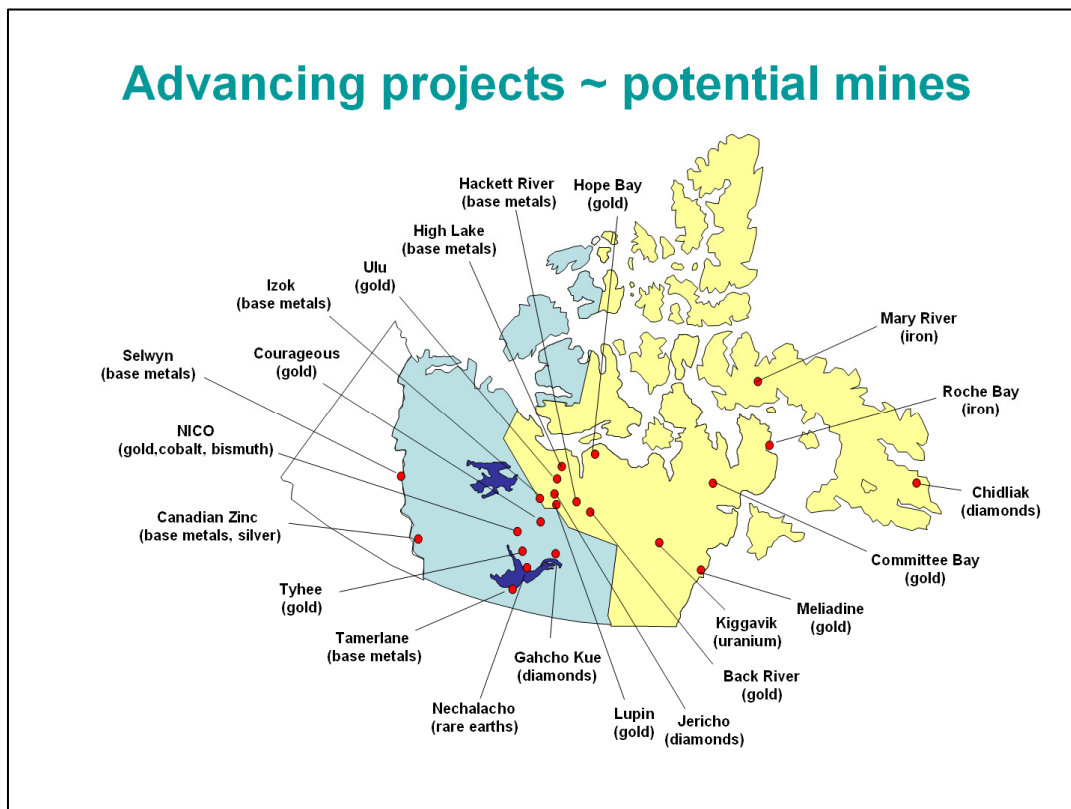 Advancing projects ~ potential mines
Hackett River
(base metals)
Hope Bay
(gold)
High Lake
(base metals)
Ulu
(gold)
Izok
(base metals)
Courageous
(gold)
Selwyn
(base metals)
NICO
(gold,cobalt, bismuth)
Canadian Zinc
(base metals, silver)
Tyhee
(gold)
Tamerlane
(base metals)
Nechalacho
(rare earths)
Gahcho Kue
(diamonds)
Lupin
(gold)
Jericho
(diamonds)
Back River
(gold)
Kiggavik
(uranium)
Meliadine
(gold)
Committee Bay
(gold)
Chidliak
(diamonds)
Roche Bay
(iron)
Mary River
(iron)